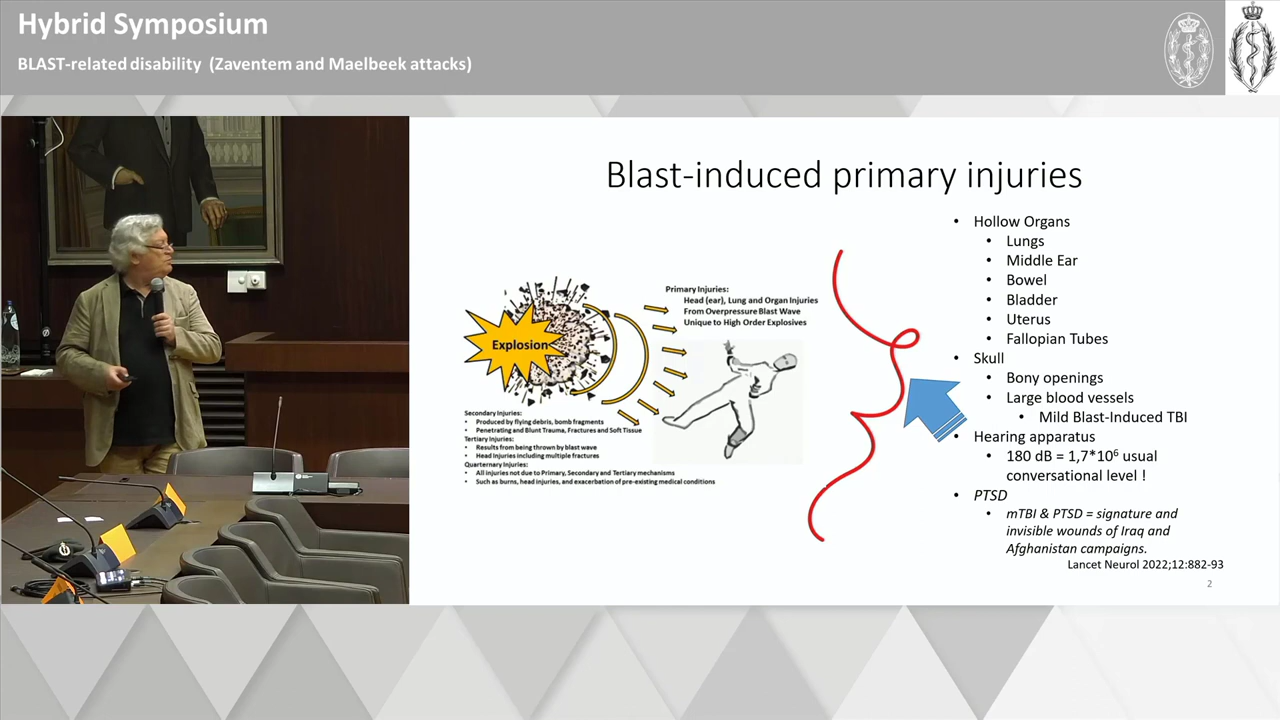 Hybrid Symposium
BLAST-related disability (Zaventem and Maelbeek attacks)
Blast-induced primary injuries
Explosion
Primary Injuries:
Head (ear), Lung and Organ Injuries
From Overpressure Blast Wave
Unique to High Order Explosives
Secondary Injuries:
• Produced by flying debris, bomb fragments
• Penetrating and Blunt Trauma, Fractures and Soft Tissue
Tertiary Injuries:
• Results from being thrown by blast wave
• Head Injuries including multiple fractures
Quarternary Injuries:
• All injuries not due to Primary, Secondary and Tertiary mechanisms
• Such as burns, head injuries, and exacerbation of pre-existing medical conditions
• Hollow Organs
• Lungs
• Middle Ear
• Bowel
• Bladder
• Uterus
• Fallopian Tubes
• Skull
• Bony openings
• Large blood vessels
• Mild Blast-Induced TBI
• Hearing apparatus
• 180 dB = 1,7*10⁶ usual
conversational level !
• PTSD
• mTBI & PTSD = signature and
invisible wounds of Iraq and
Afghanistan campaigns.
Lancet Neurol 2022;12:882-93
2